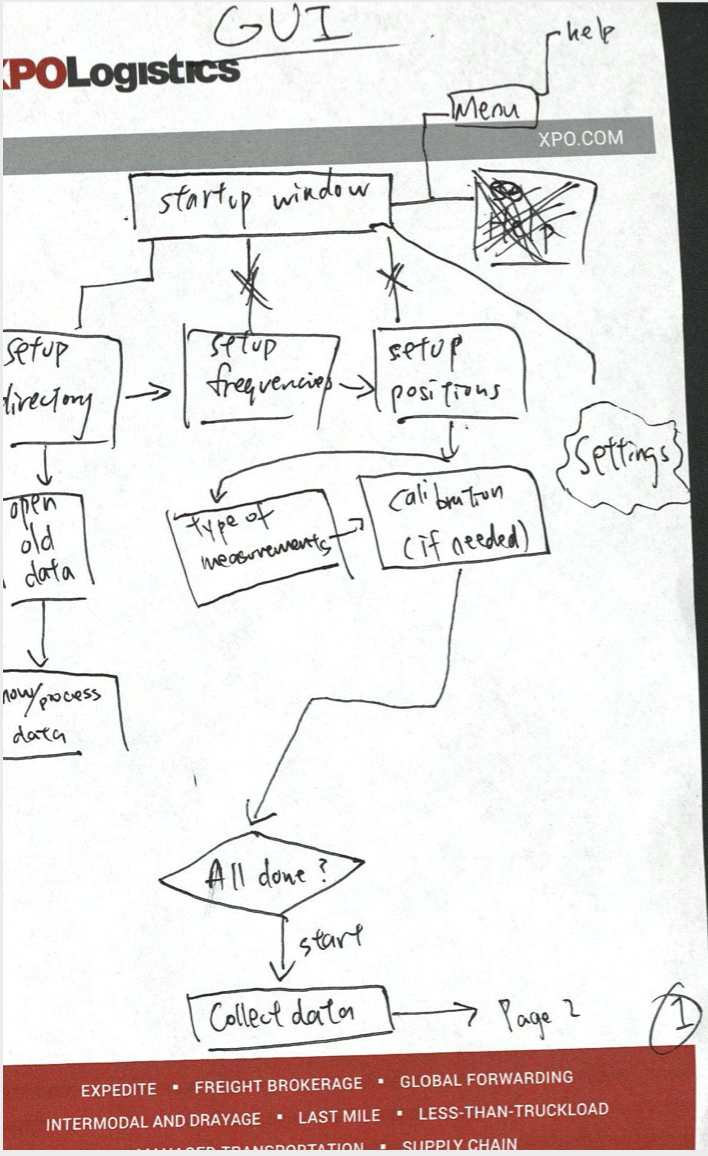 GUI
XPOLogistics
help
Menu
XPO.COM
startup window
setup
directory
setup
frequencies
setup
positions
Settings
open
old
data
type of
measurements
calibration
(if needed)
process
data
All done?
start
Collect data
Page 2
1
EXPEDITE ▪ FREIGHT BROKERAGE ▪ GLOBAL FORWARDING
INTERMODAL AND DRAYAGE ▪ LAST MILE ▪ LESS-THAN-TRUCKLOAD
MANAGED TRANSPORTATION ▪ SUPPLY CHAIN